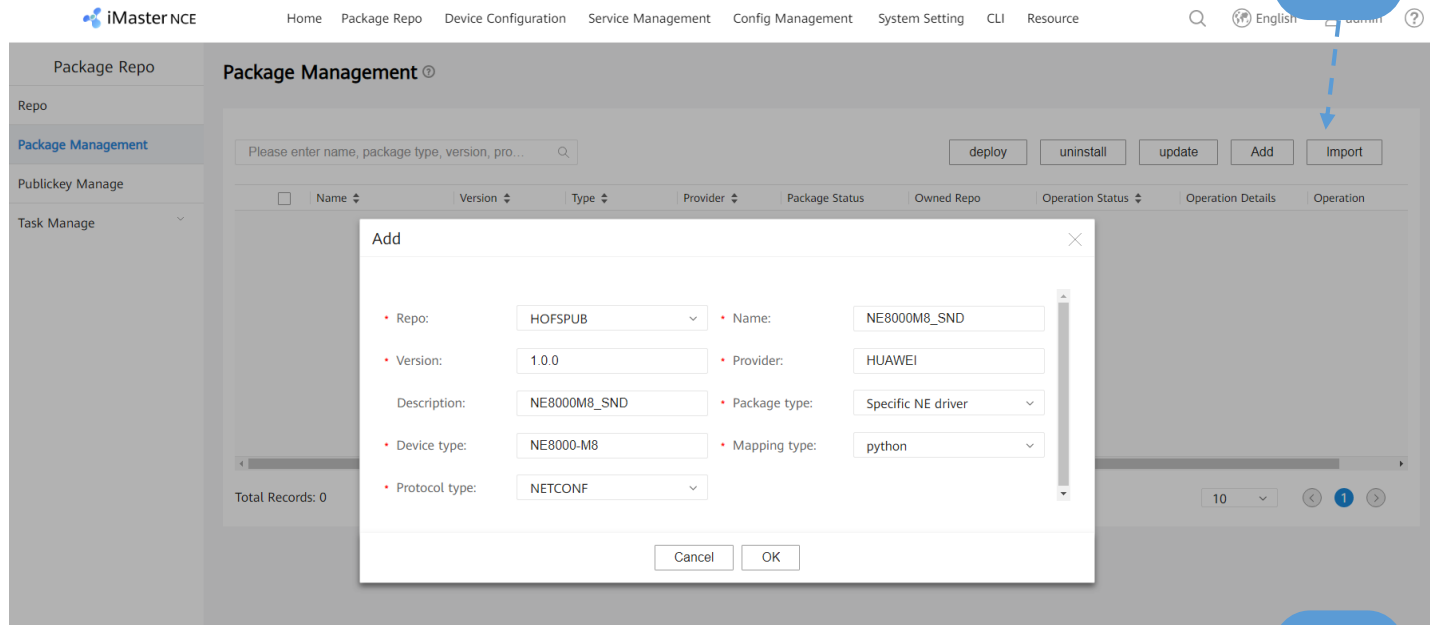 iMaster NCE Home Package Repo Device Configuration Service Management Config Management System Setting CLI Resource English admin
Package Repo
Package Management
Repo
Package Management
Please enter name, package type, version, pro... deploy uninstall update Add Import
Publickey Manage
Name Version Type Provider Package Status Owned Repo Operation Status Operation Details Operation
Task Manage
Add
* Repo: HOFSPUB * Name: NE8000M8_SND
* Version: 1.0.0 * Provider: HUAWEI
Description: NE8000M8_SND * Package type: Specific NE driver
* Device type: NE8000-M8 * Mapping type: python
* Protocol type: NETCONF
Total Records: 0 10 1
Cancel OK